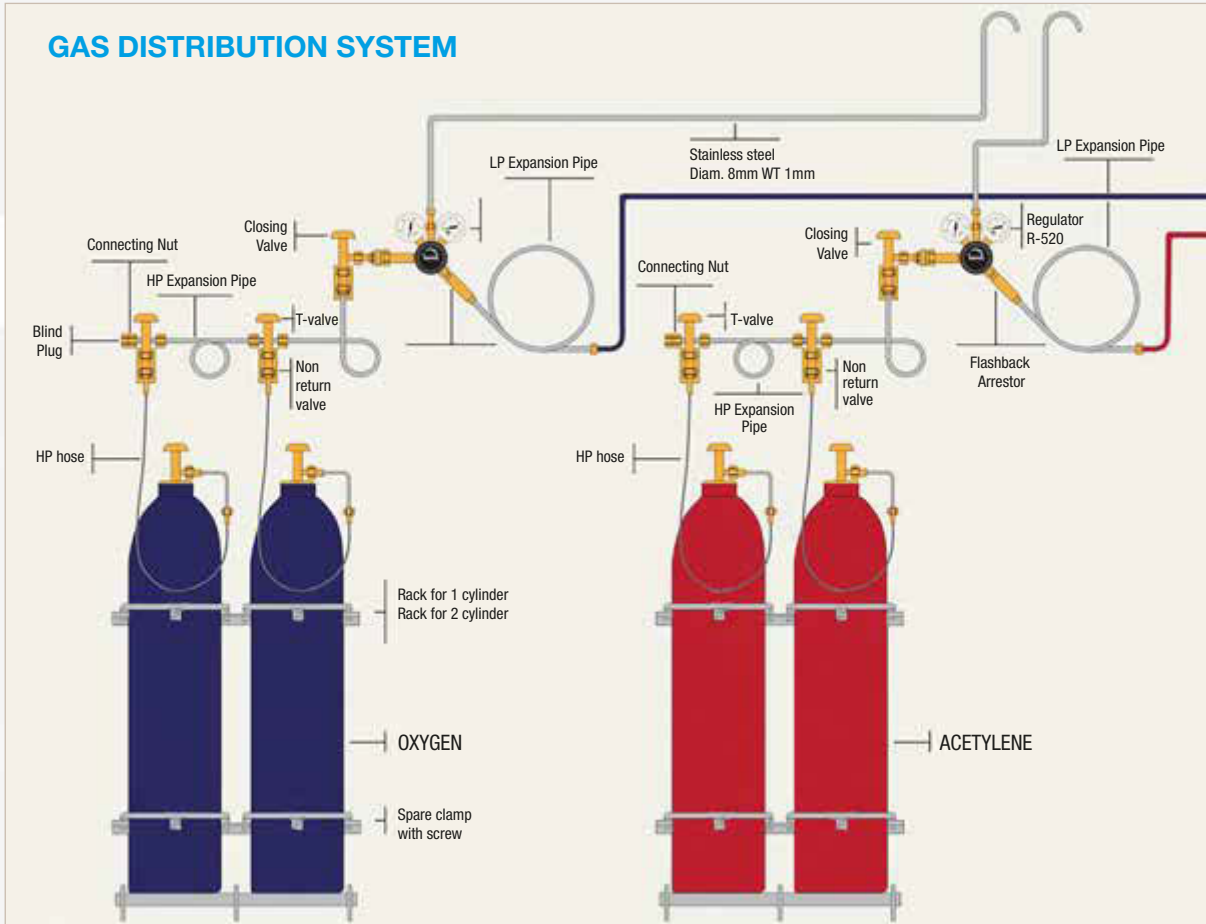 GAS DISTRIBUTION SYSTEM
Stainless steel
Diam. 8mm WT 1mm
LP Expansion Pipe
LP Expansion Pipe
Closing
Valve
Connecting Nut
HP Expansion Pipe
Blind
Plug
T-valve
Non
return
valve
HP hose
Rack for 1 cylinder
Rack for 2 cylinder
OXYGEN
Spare clamp
with screw
Regulator
R-520
Closing
Valve
Connecting Nut
T-valve
Non
return
valve
HP Expansion
Pipe
Flashback
Arrestor
HP hose
ACETYLENE